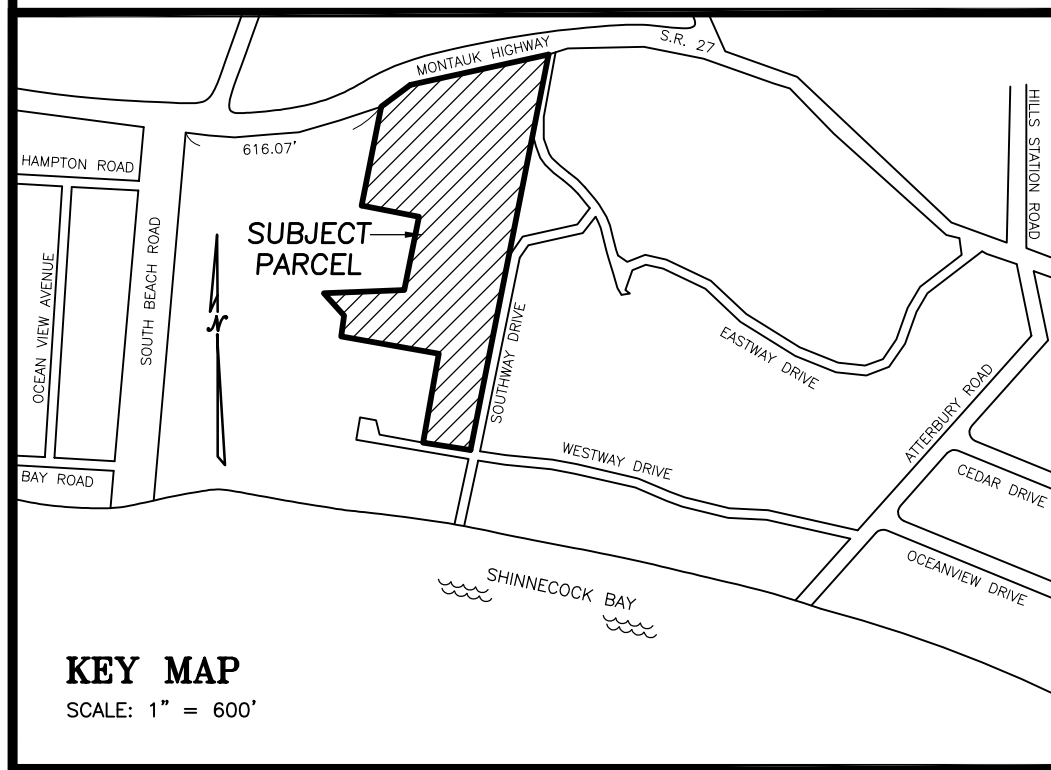 MONTAUK HIGHWAY
S.R. 27
HILLS STATION ROAD
616.07'
HAMPTON ROAD
SUBJECT
PARCEL
OCEAN VIEW AVENUE
SOUTH BEACH ROAD
N
SOUTHWAY DRIVE
EASTWAY DRIVE
ATTERBURY ROAD
WESTWAY DRIVE
CEDAR DRIVE
BAY ROAD
OCEANVIEW DRIVE
SHINNECOCK BAY
KEY MAP
SCALE: 1" = 600'